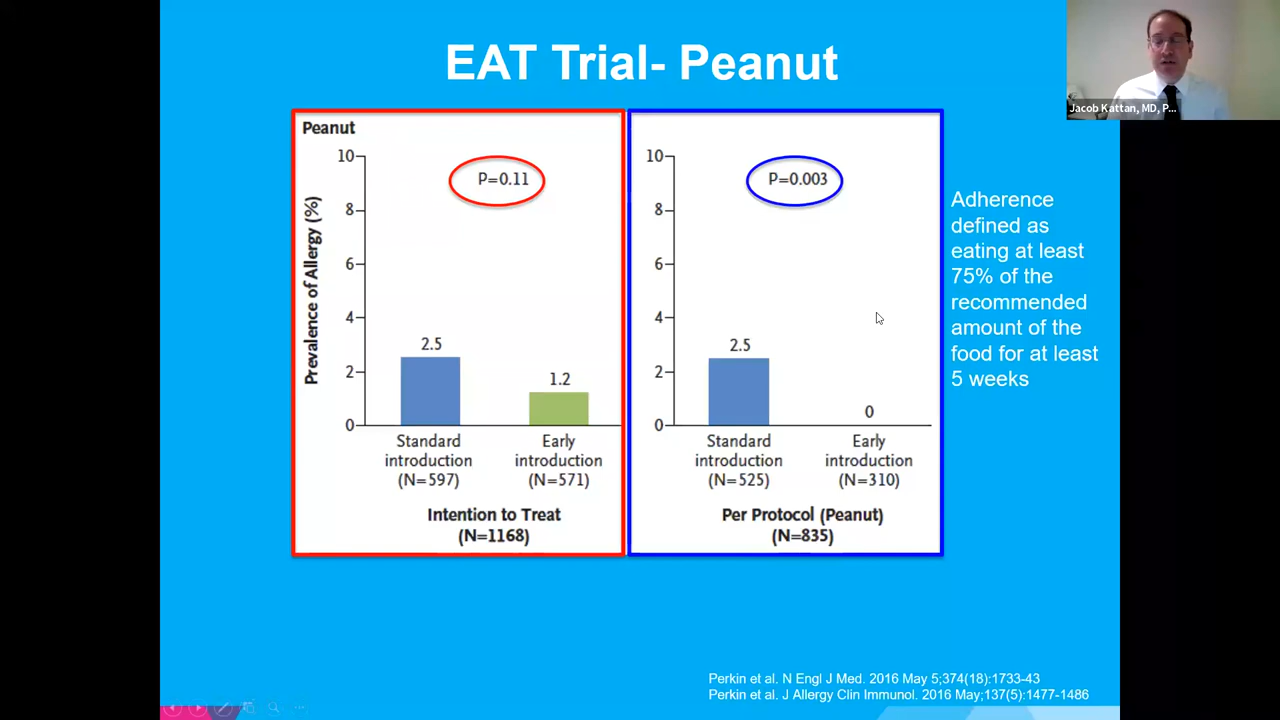 EAT Trial- Peanut
Jacob Kattan, MD, P...
Peanut
Prevalence of Allergy (%)
10
8
6
4
2
0
P=0.11
2.5
1.2
Standard
introduction
(N=597)
Early
introduction
(N=571)
Intention to Treat
(N=1168)
10
8
6
4
2
0
P=0.003
2.5
0
Standard
introduction
(N=525)
Early
introduction
(N=310)
Per Protocol (Peanut)
(N=835)
Adherence
defined as
eating at least
75% of the
recommended
amount of the
food for at least
5 weeks
Perkin et al. N Engl J Med. 2016 May 5;374(18):1733-43
Perkin et al. J Allergy Clin Immunol. 2016 May;137(5):1477-1486